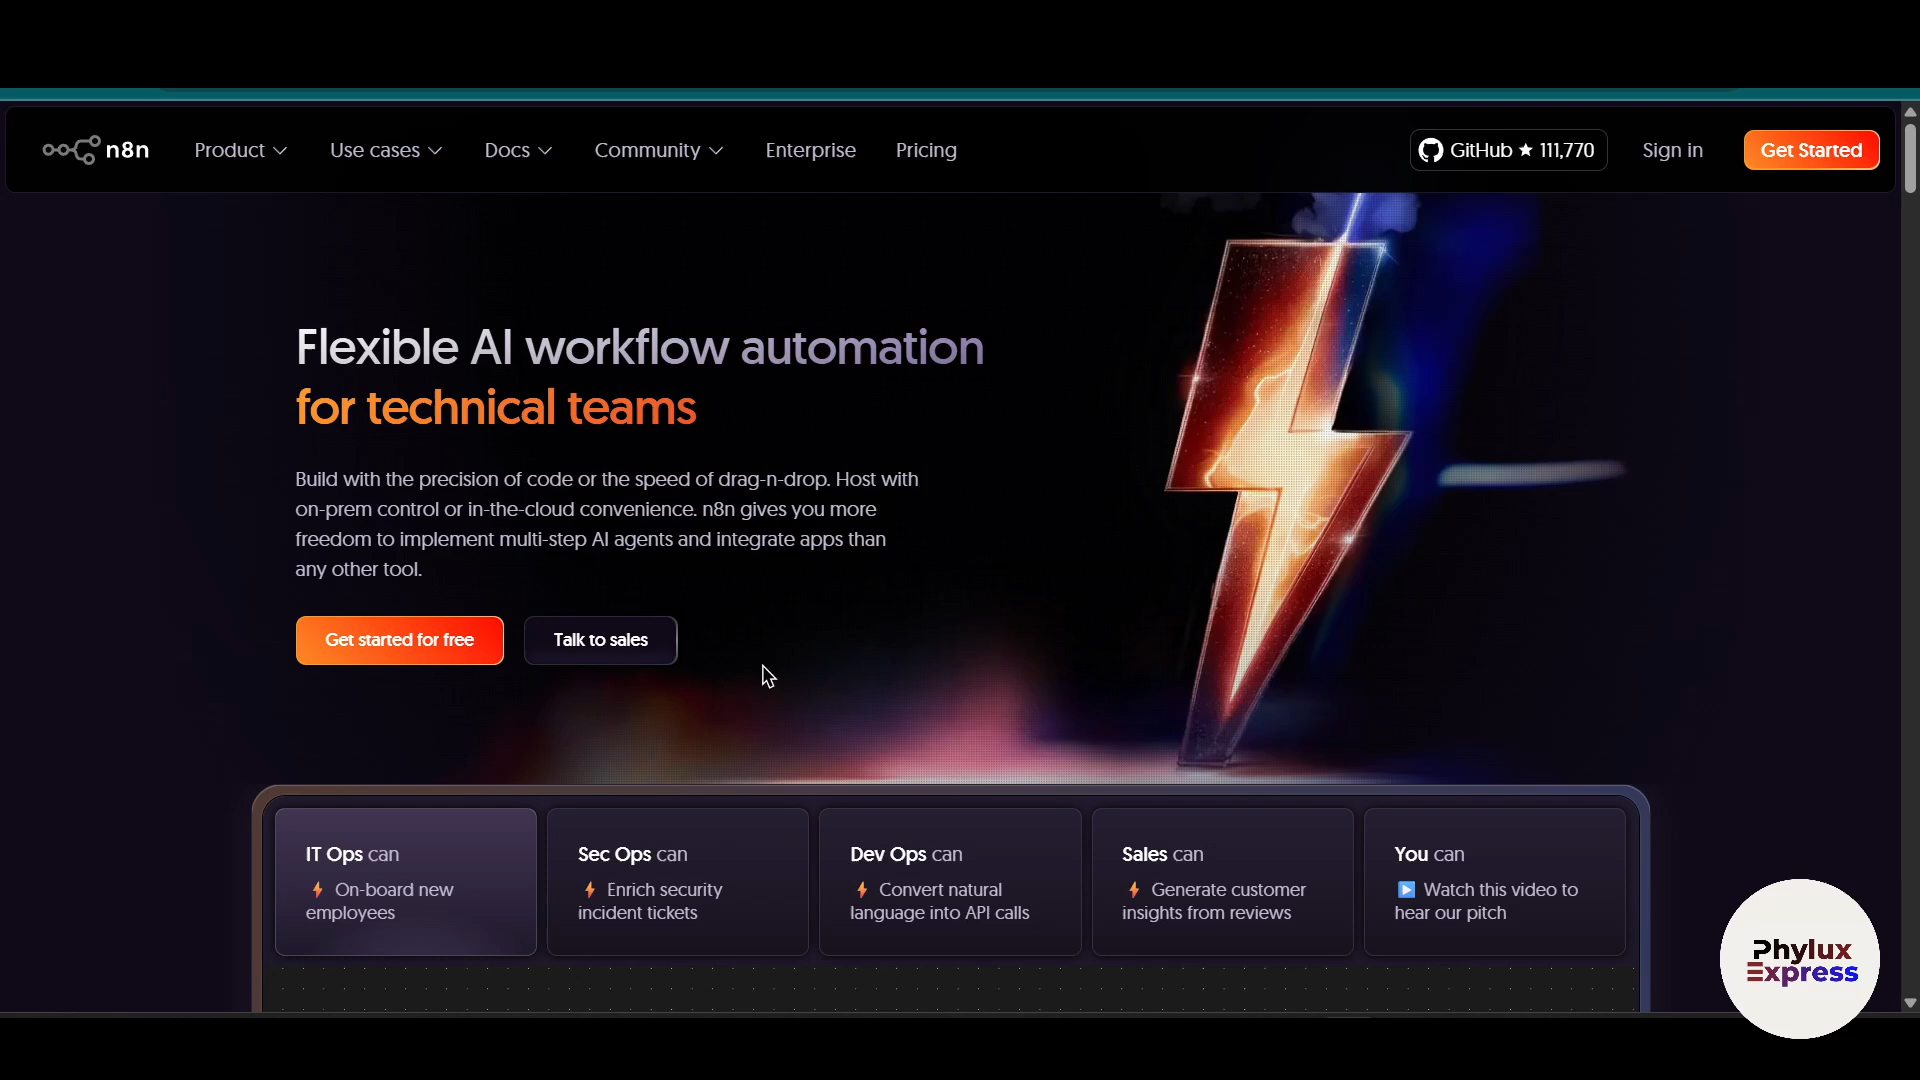 n8n
Product
Use cases
Docs
Community
Enterprise
Pricing
GitHub ★ 111,770
Sign in
Get Started
Flexible AI workflow automation
for technical teams
Build with the precision of code or the speed of drag-n-drop. Host with
on-prem control or in-the-cloud convenience. n8n gives you more
freedom to implement multi-step AI agents and integrate apps than
any other tool.
Get started for free
Talk to sales
IT Ops can
On-board new
employees
Sec Ops can
Enrich security
incident tickets
Dev Ops can
Convert natural
language into API calls
Sales can
Generate customer
insights from reviews
You can
Watch this video to
hear our pitch
Phylux
Express